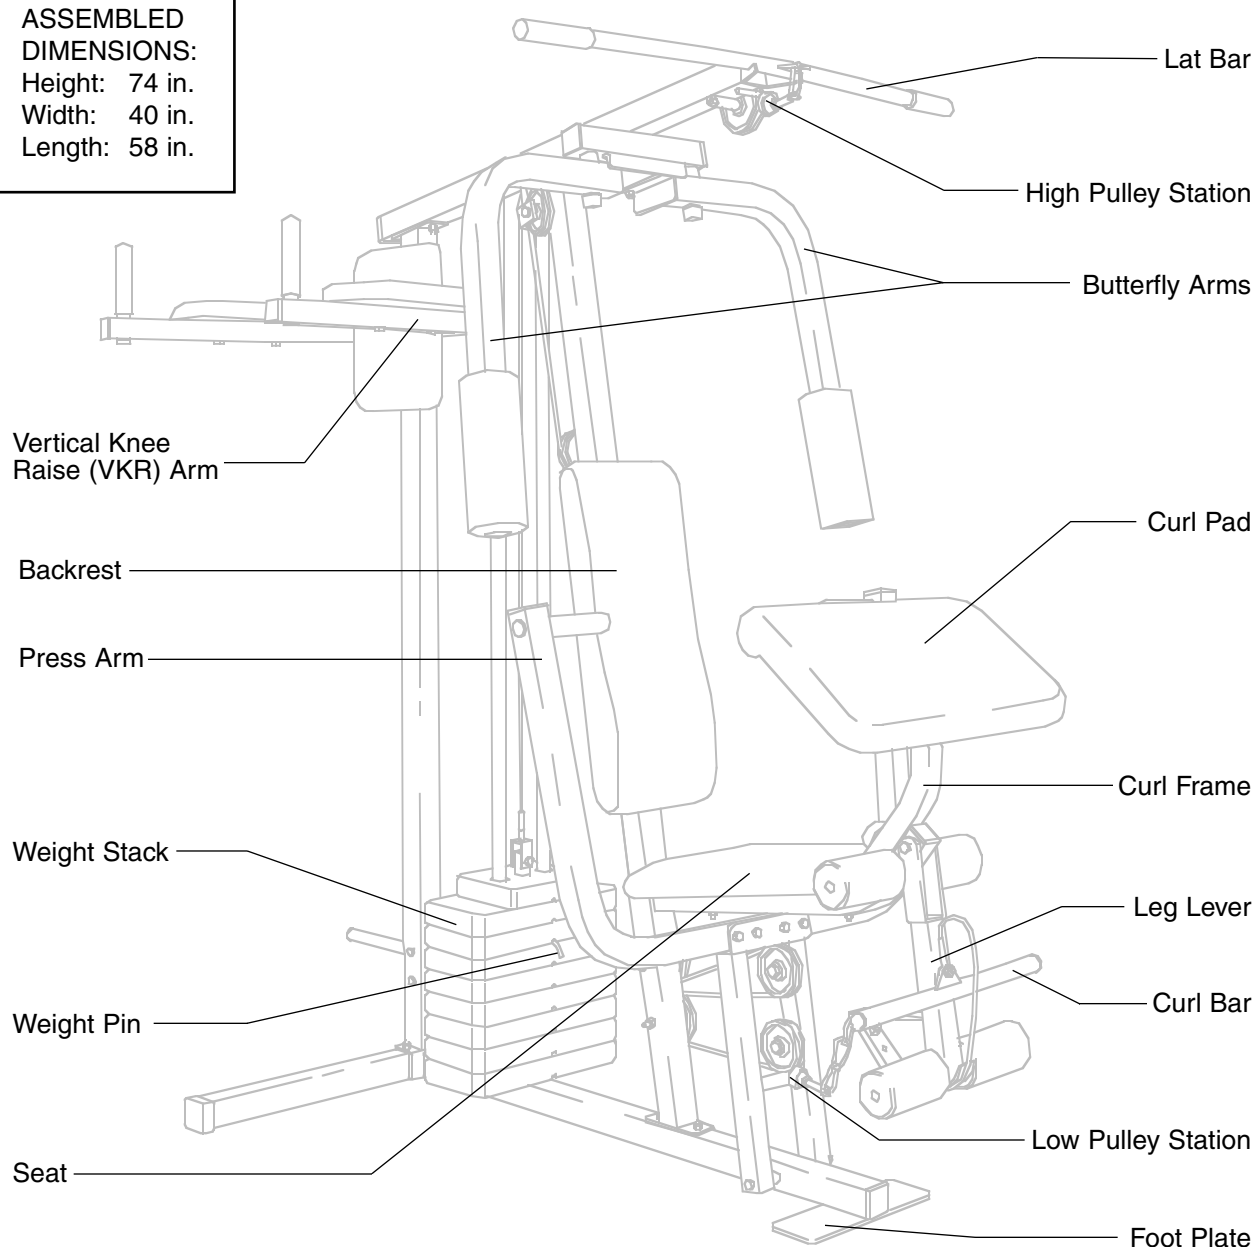 ASSEMBLED
DIMENSIONS:
Height: 74 in.
Width: 40 in.
Length: 58 in.
Lat Bar
High Pulley Station
Butterfly Arms
Vertical Knee
Raise (VKR) Arm
Curl Pad
Backrest
Press Arm
Curl Frame
Weight Stack
Leg Lever
Curl Bar
Weight Pin
Low Pulley Station
Seat
Foot Plate